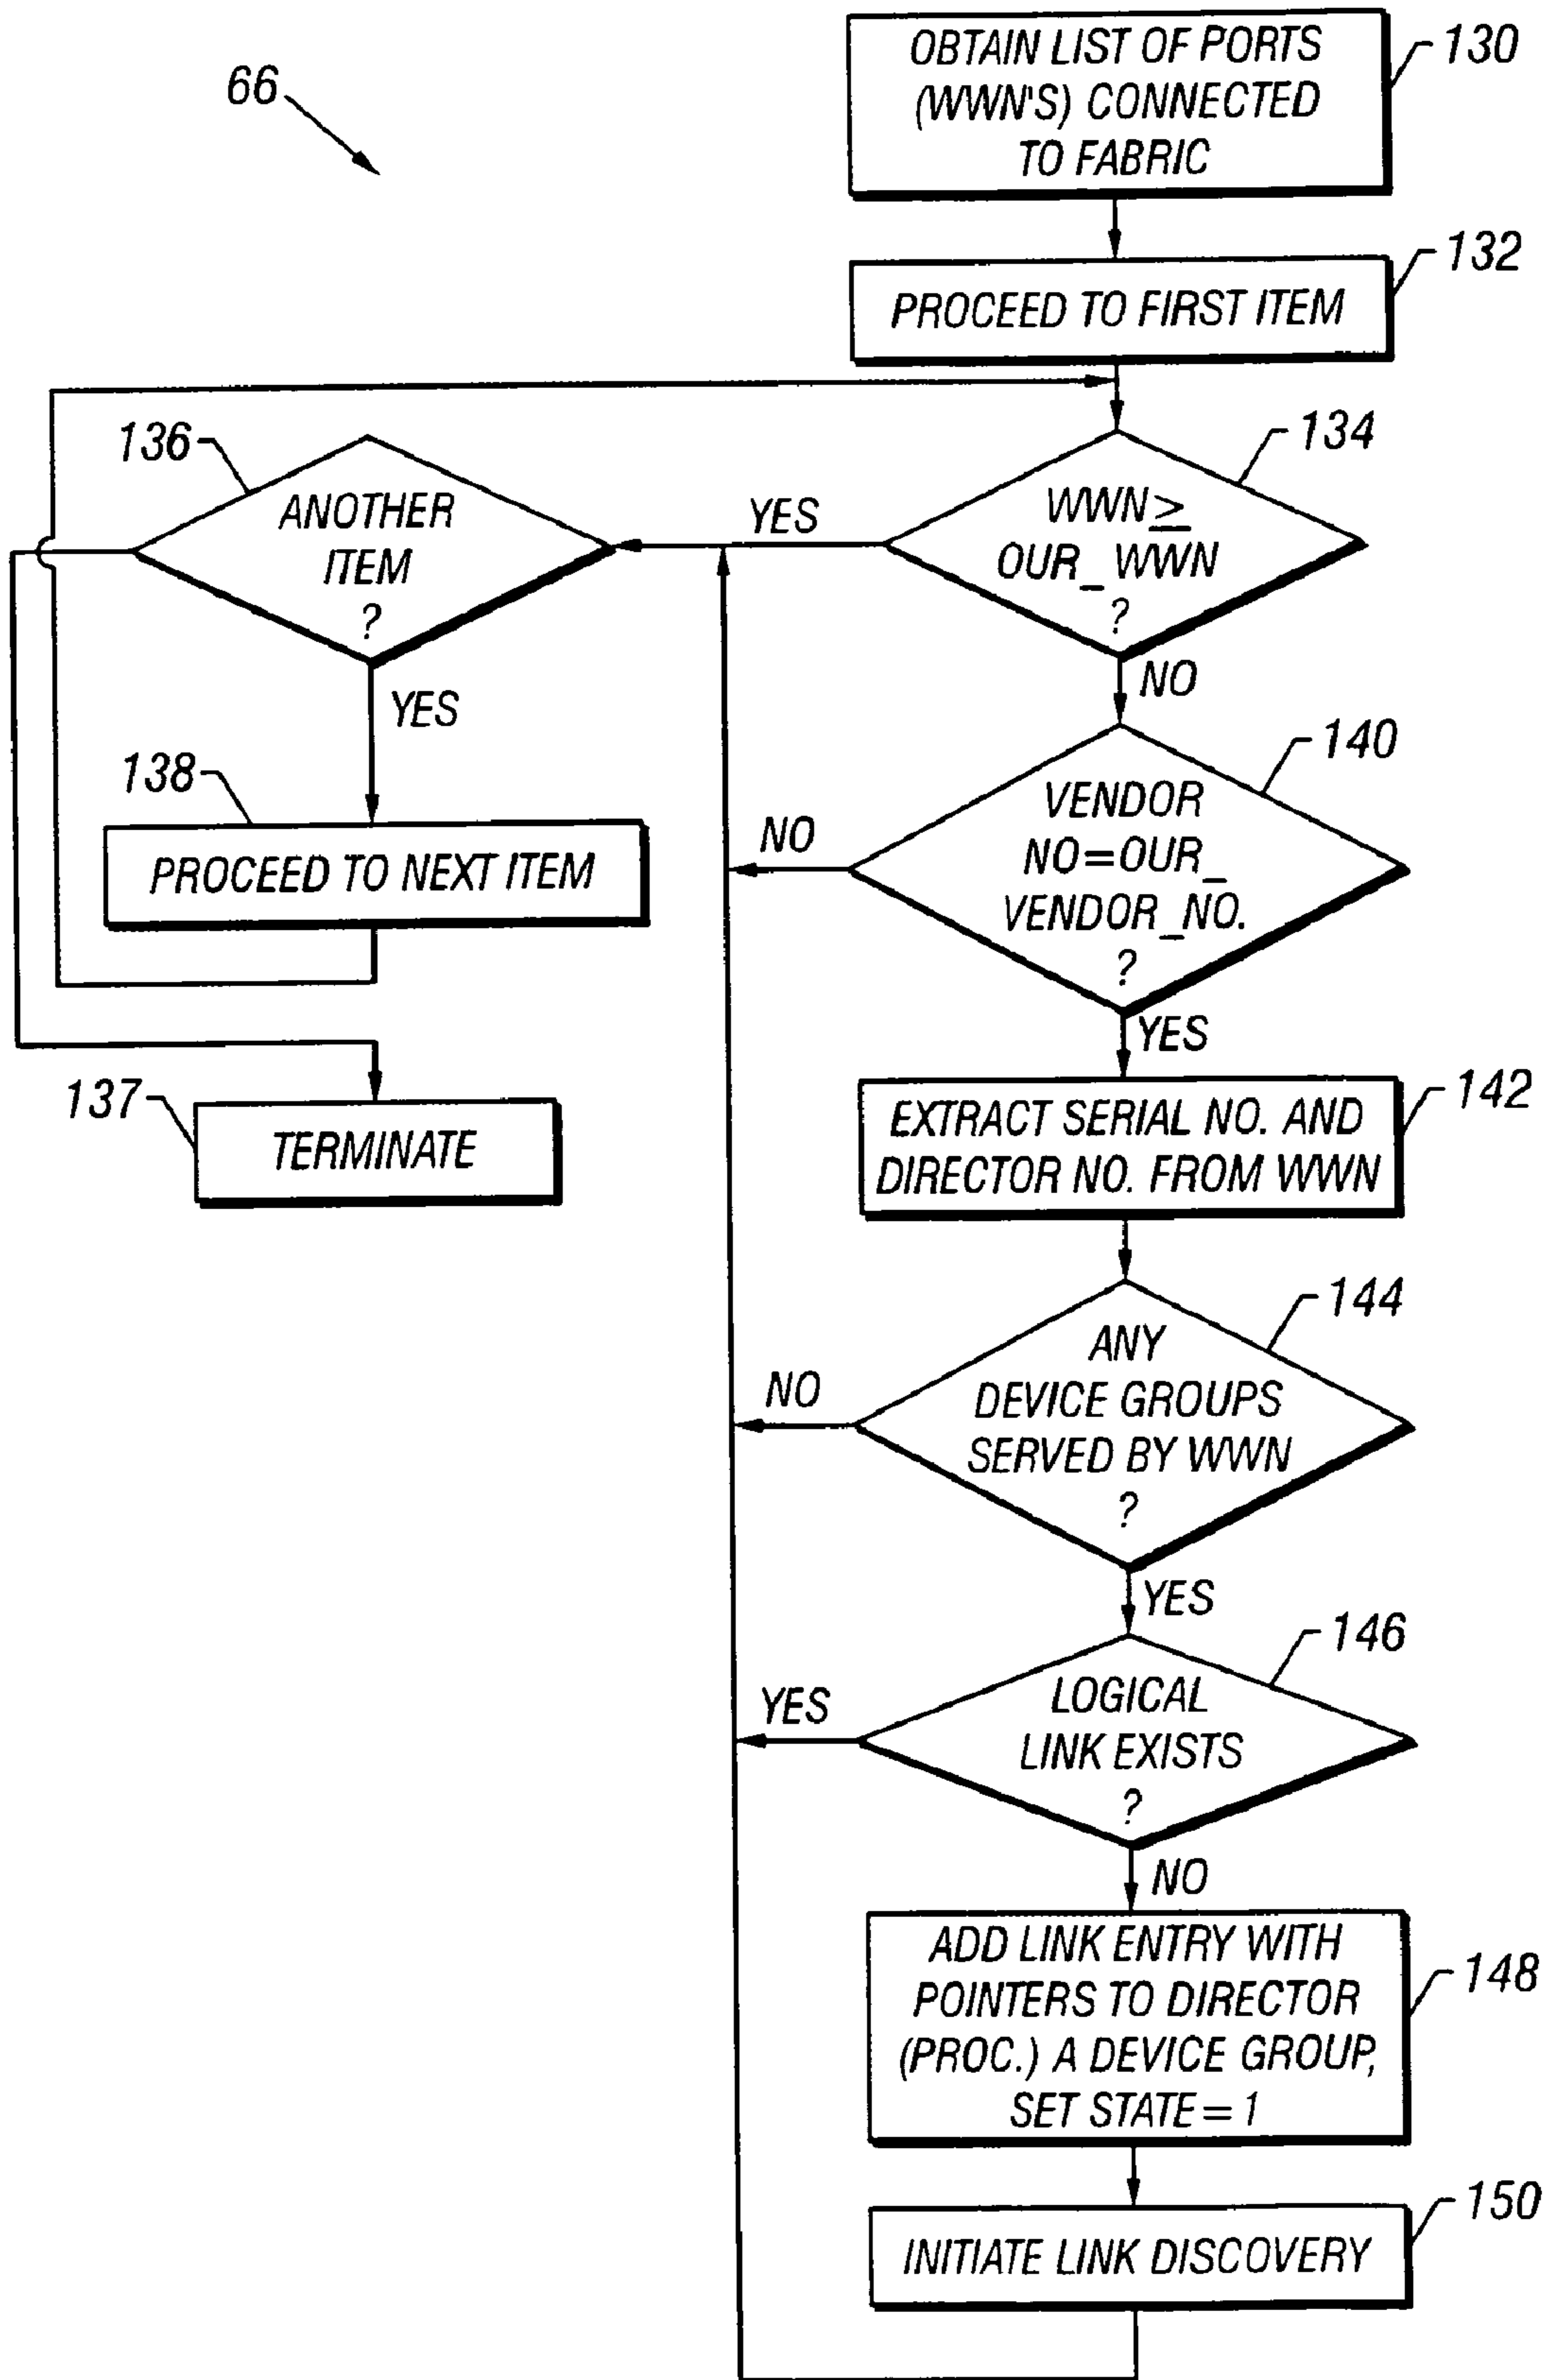 66
OBTAIN LIST OF PORTS
(WWN'S) CONNECTED
TO FABRIC
130
PROCEED TO FIRST ITEM
132
WWN≥
OUR_WWN
?
134
YES
NO
ANOTHER
ITEM
?
136
YES
PROCEED TO NEXT ITEM
138
TERMINATE
137
VENDOR
NO=OUR_
VENDOR_NO.
?
140
NO
YES
EXTRACT SERIAL NO. AND
DIRECTOR NO. FROM WWN
142
ANY
DEVICE GROUPS
SERVED BY WWN
?
144
NO
YES
LOGICAL
LINK EXISTS
?
146
YES
NO
ADD LINK ENTRY WITH
POINTERS TO DIRECTOR
(PROC.) A DEVICE GROUP,
SET STATE=1
148
INITIATE LINK DISCOVERY
150